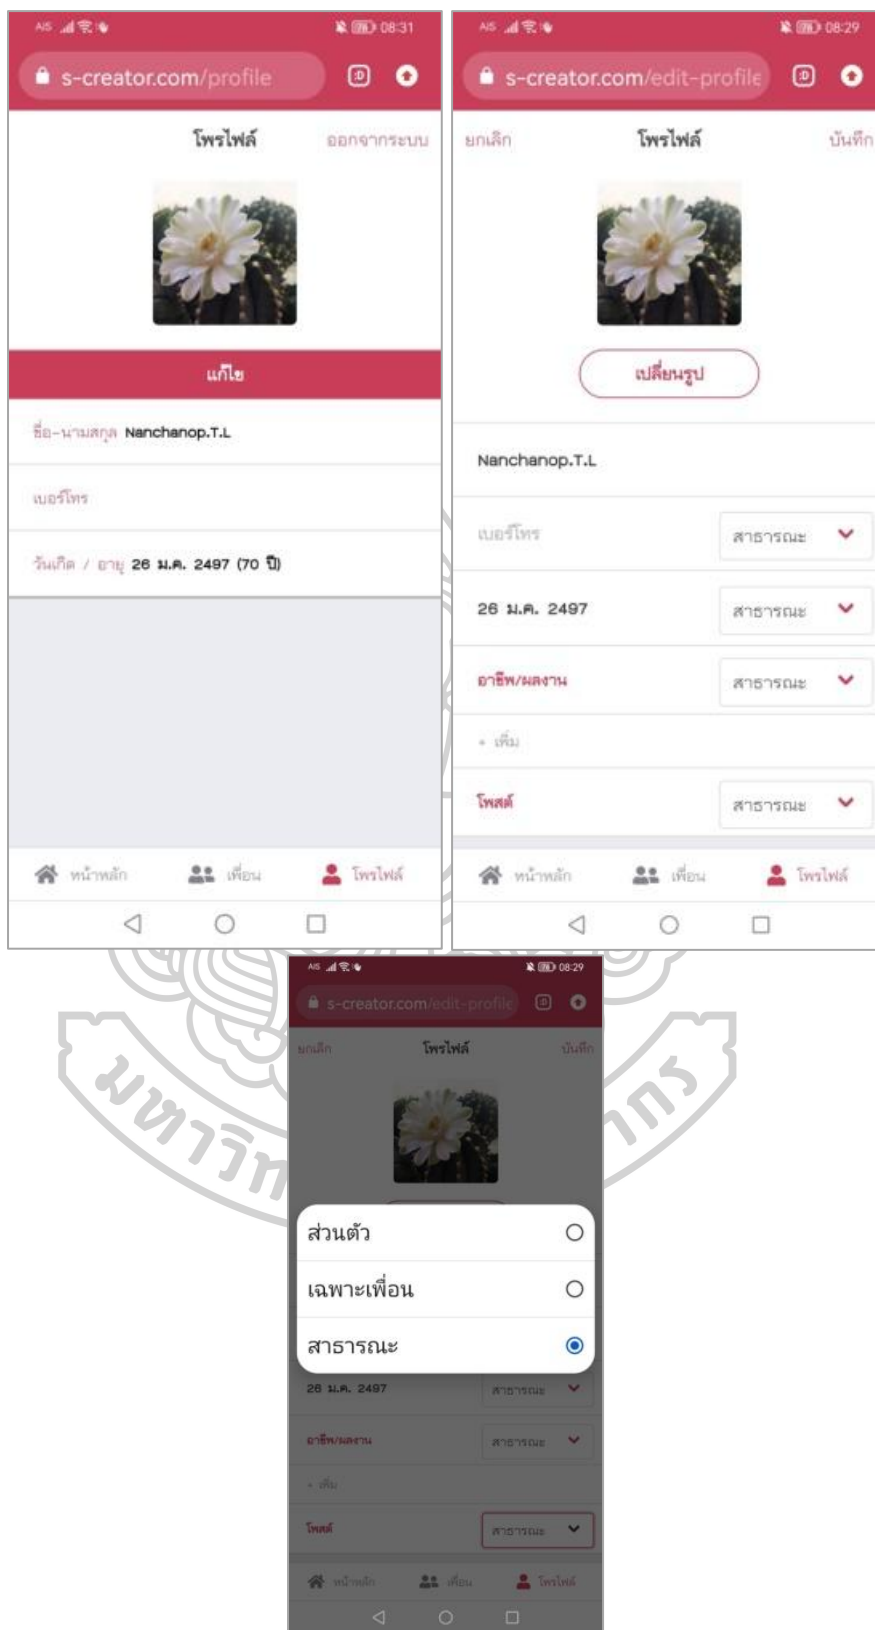 AIS 76 08:31
s-creator.com/profile :D
โพรไฟล์ ออกจากระบบ
แก้ไข
ชื่อ-นามสกุล Nanchanop.T.L
เบอร์โทร
วันเกิด / อายุ 26 ม.ค. 2497 (70 ปี)
หน้าหลัก เพื่อน โพรไฟล์
AIS 08:29
s-creator.com/edit-profile :D
ยกเลิก โพรไฟล์ บันทึก
เปลี่ยนรูป
Nanchanop.T.L
เบอร์โทร สาธารณะ
26 ม.ค. 2497 สาธารณะ
อาชีพ/ผลงาน สาธารณะ
+ เพิ่ม
โพสต์ สาธารณะ
หน้าหลัก เพื่อน โพรไฟล์
AIS 08:29
s-creator.com/edit-profile :D
ยกเลิก โพรไฟล์ บันทึก
ส่วนตัว
เฉพาะเพื่อน
สาธารณะ
26 ม.ค. 2497 สาธารณะ
อาชีพ/ผลงาน สาธารณะ
+ เพิ่ม
โพสต์ สาธารณะ
หน้าหลัก เพื่อน โพรไฟล์